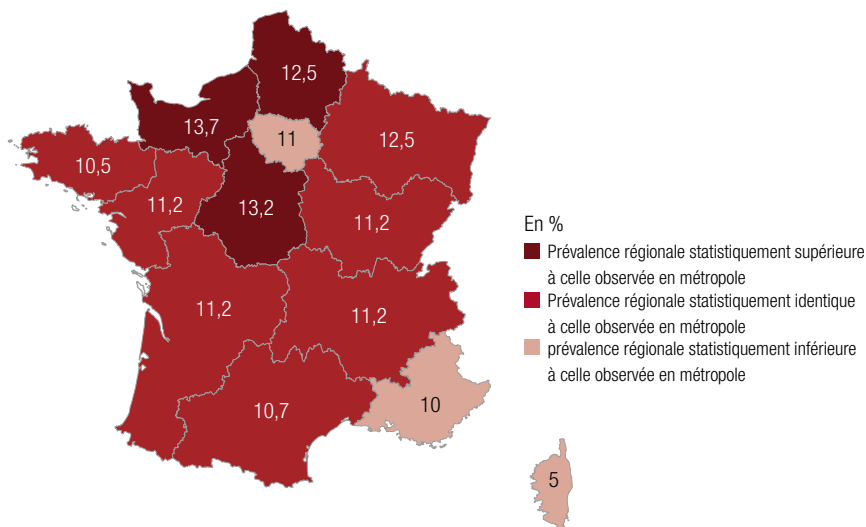 12,5
13,7
11
12,5
10,5
11,2
13,2
11,2
11,2
11,2
10,7
10
5
En %
Prévalence régionale statistiquement supérieure
à celle observée en métropole
Prévalence régionale statistiquement identique
à celle observée en métropole
prévalence régionale statistiquement inférieure
à celle observée en métropole